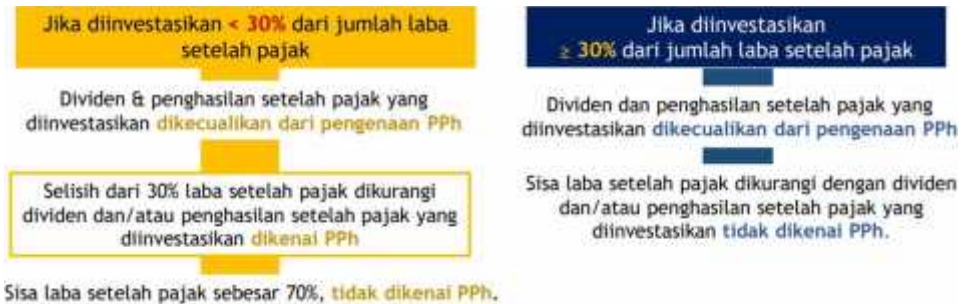 Jika diinvestasikan < 30% dari jumlah laba
setelah pajak
Dividen & penghasilan setelah pajak yang
diinvestasikan dikecualikan dari pengenaan PPh
Selisih dari 30% laba setelah pajak dikurangi
dividen dan/atau penghasilan setelah pajak yang
diinvestasikan dikenai PPh
Sisa laba setelah pajak sebesar 70%, tidak dikenai PPh.
Jika diinvestasikan
≥ 30% dari jumlah laba setelah pajak
Dividen dan penghasilan setelah pajak yang
diinvestasikan dikecualikan dari pengenaan PPh
Sisa laba setelah pajak dikurangi dengan dividen
dan/atau penghasilan setelah pajak yang
diinvestasikan tidak dikenai PPh.